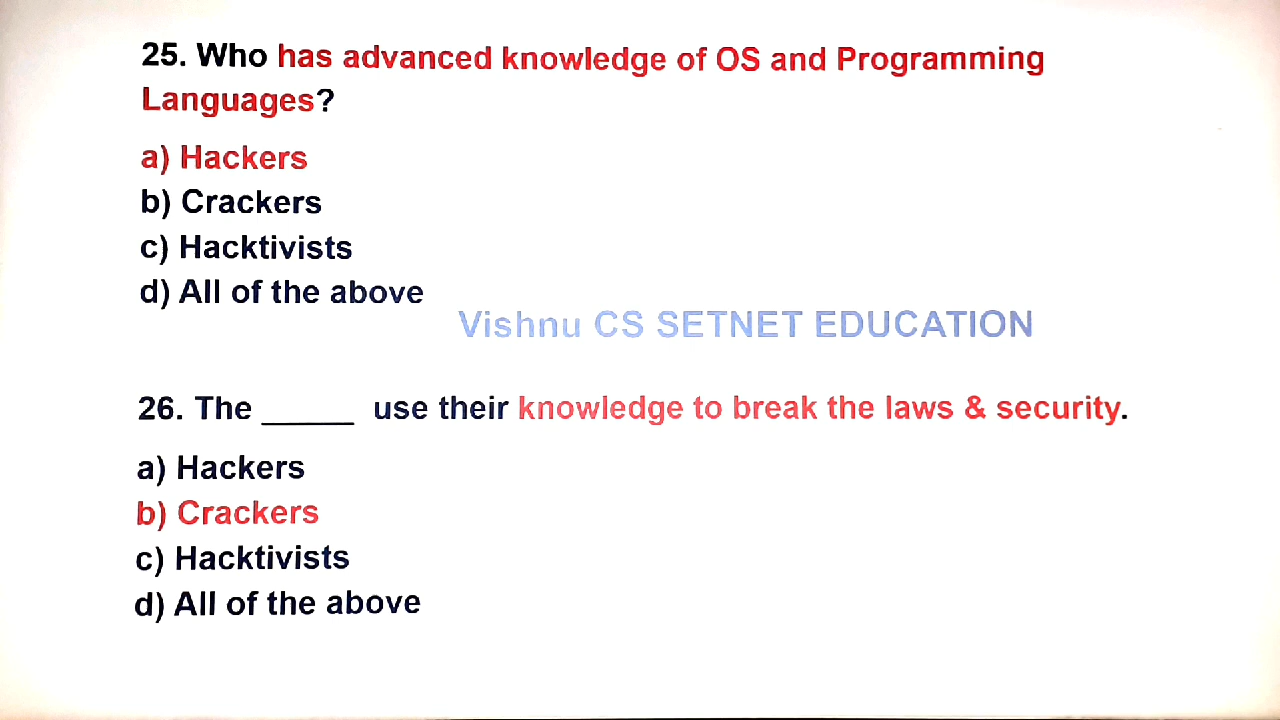 25. Who has advanced knowledge of OS and Programming
Languages?
a) Hackers
b) Crackers
c) Hacktivists
d) All of the above
Vishnu CS SETNET EDUCATION
26. The _____ use their knowledge to break the laws & security.
a) Hackers
b) Crackers
c) Hacktivists
d) All of the above